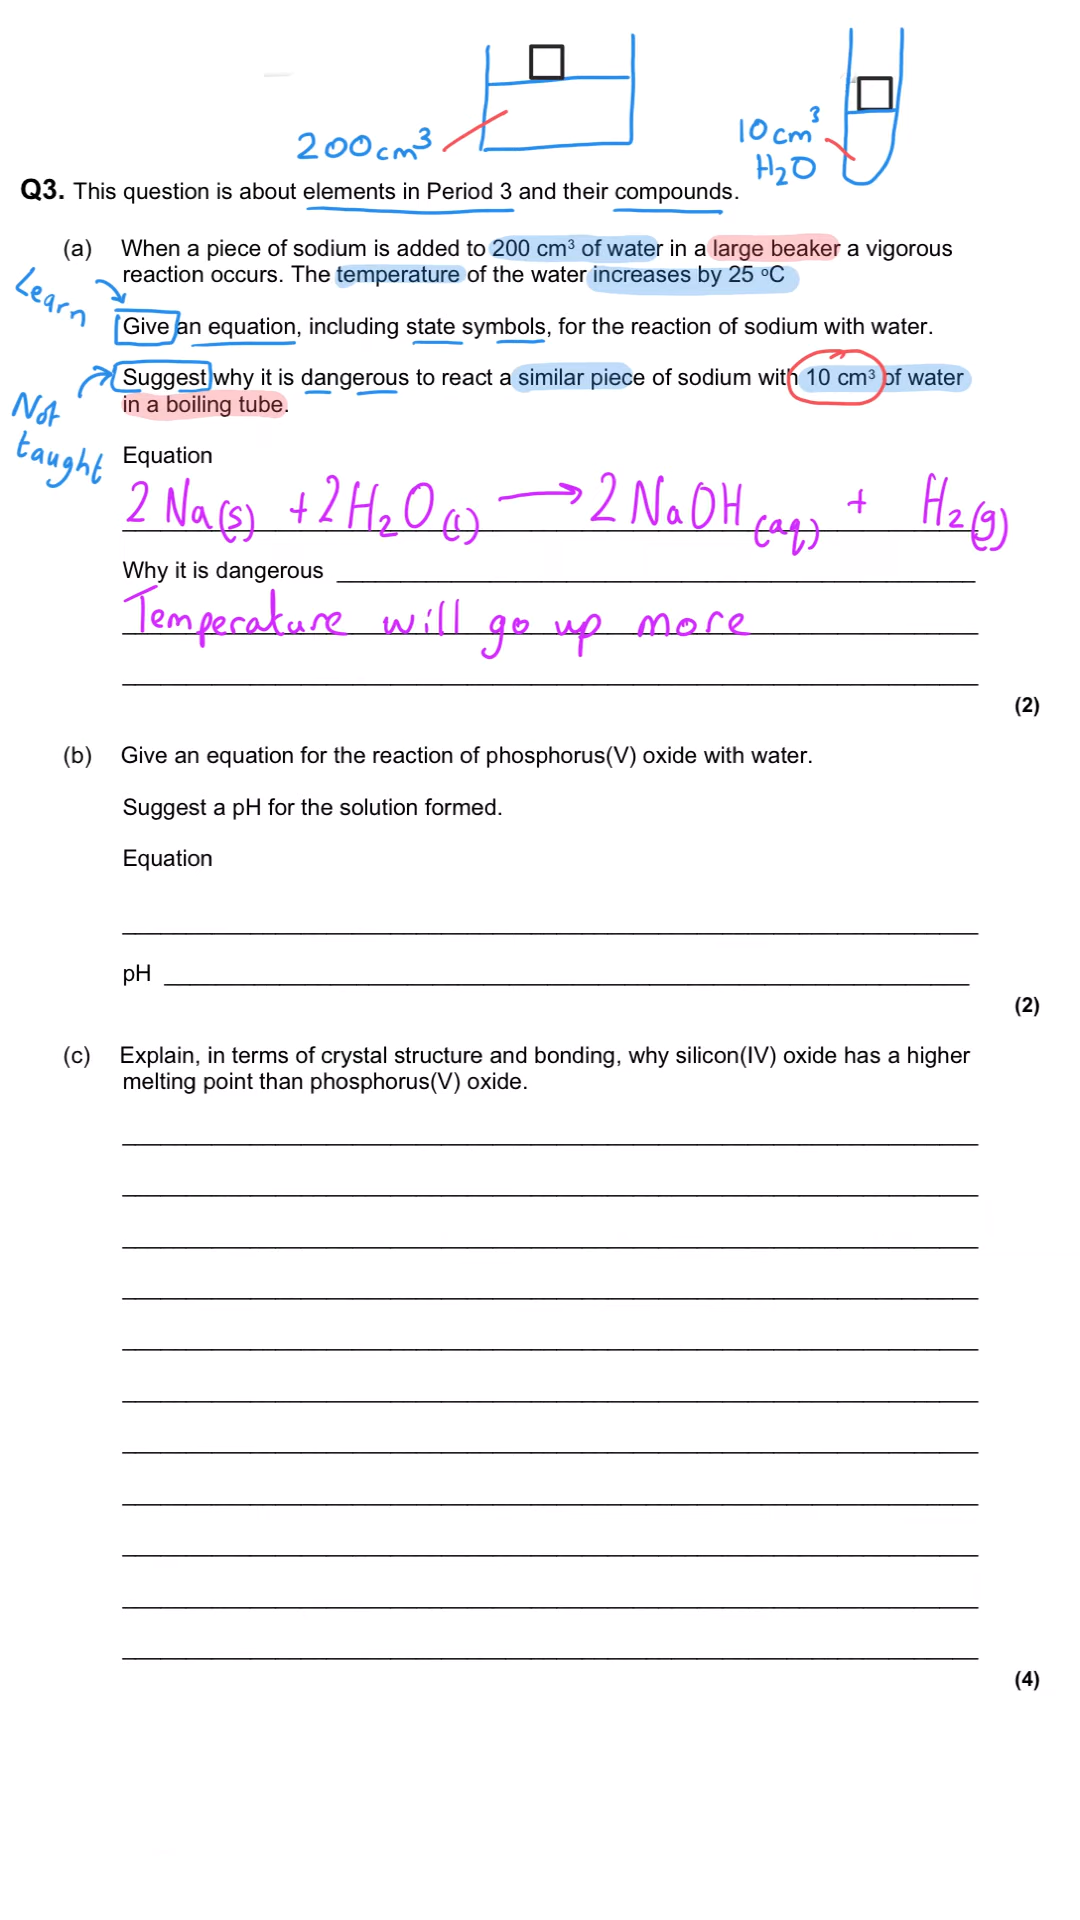 200cm³
10cm³
H₂O
Q3. This question is about elements in Period 3 and their compounds.
(a) When a piece of sodium is added to 200 cm³ of water in a large beaker a vigorous
reaction occurs. The temperature of the water increases by 25 °C
Learn
Give an equation, including state symbols, for the reaction of sodium with water.
Suggest why it is dangerous to react a similar piece of sodium with 10 cm³ of water
in a boiling tube.
Not
taught
Equation
2 Na(s) + 2H₂O(l) → 2 NaOH(aq) + H₂(g)
Why it is dangerous
Temperature will go up more
(2)
(b) Give an equation for the reaction of phosphorus(V) oxide with water.
Suggest a pH for the solution formed.
Equation
pH
(2)
(c) Explain, in terms of crystal structure and bonding, why silicon(IV) oxide has a higher
melting point than phosphorus(V) oxide.
(4)